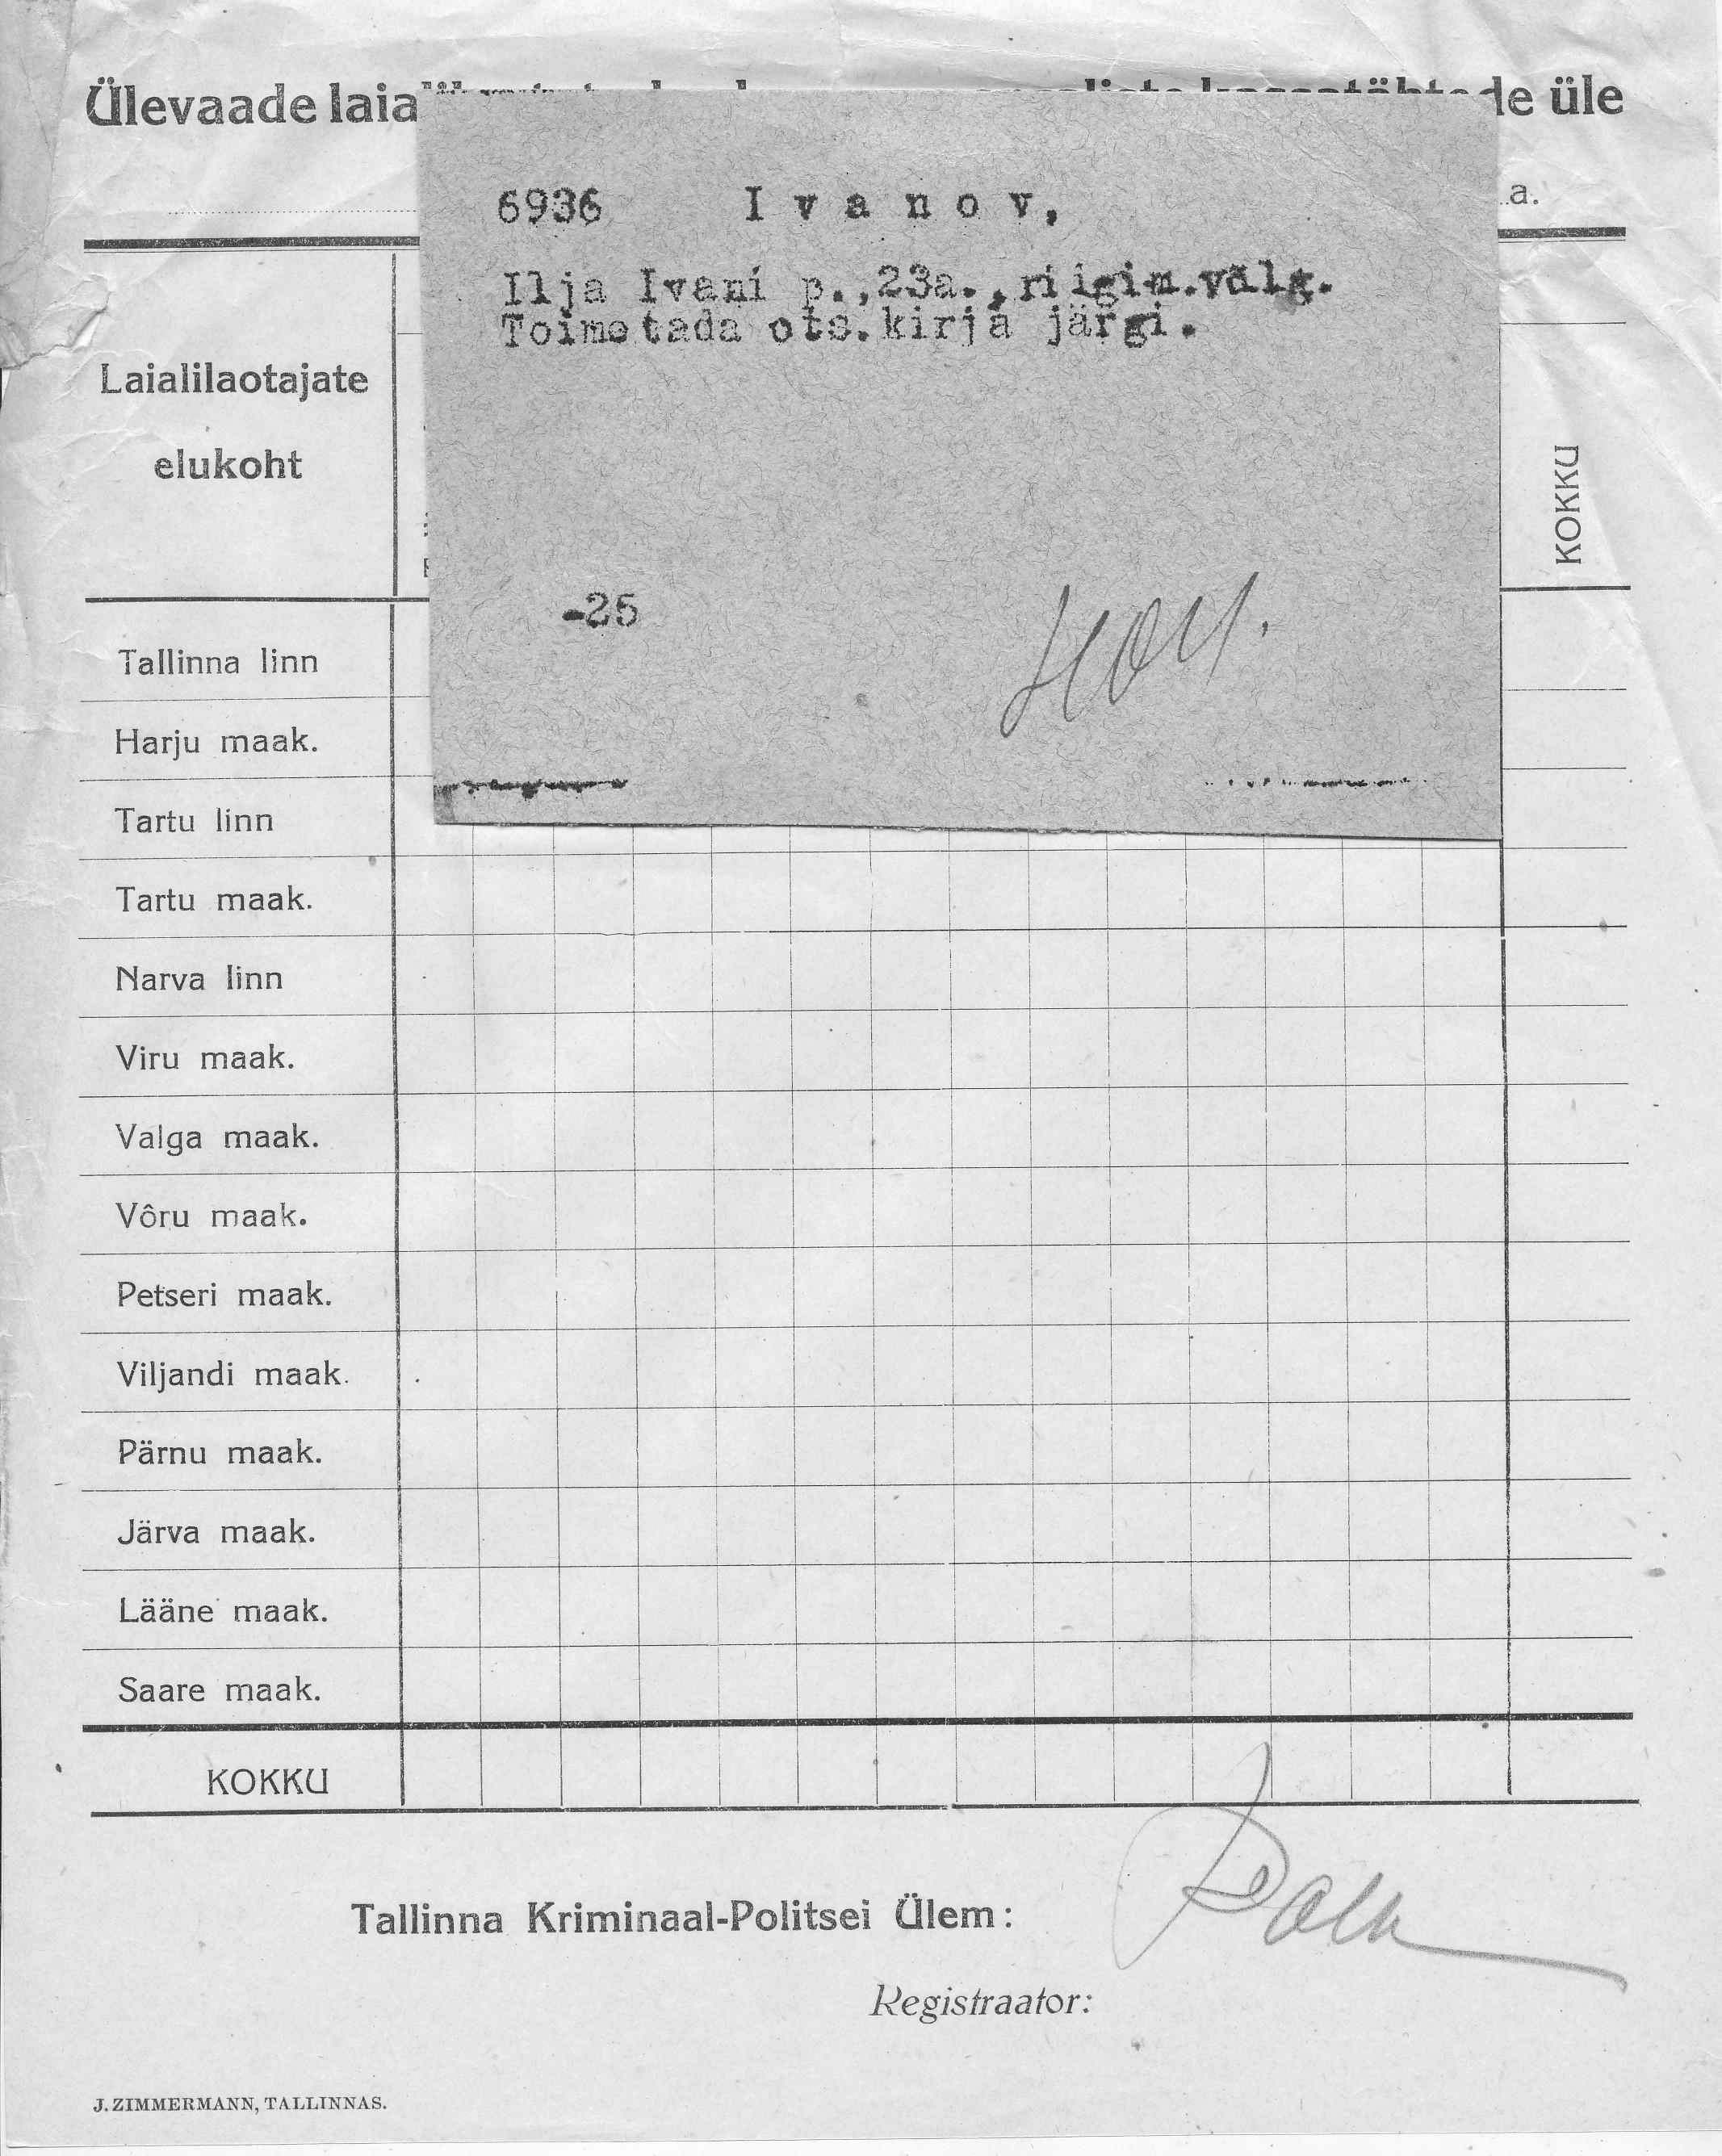 Ülevaade laia de üle
a.
6936 Ivanov,
Ilja Ivani p.,23a.,riigim.välg.
Toimetada ots.kirja järgi.
-25
Laialilaotajate
elukoht
KOKKU
Tallinna linn
Harju maak.
Tartu linn
Tartu maak.
Narva linn
Viru maak.
Valga maak.
Vôru maak.
Petseri maak.
Viljandi maak.
Pärnu maak.
Järva maak.
Lääne maak.
Saare maak.
KOKKU
Tallinna Kriminaal-Politsei Ülem:
Registraator:
J. ZIMMERMANN, TALLINNAS.